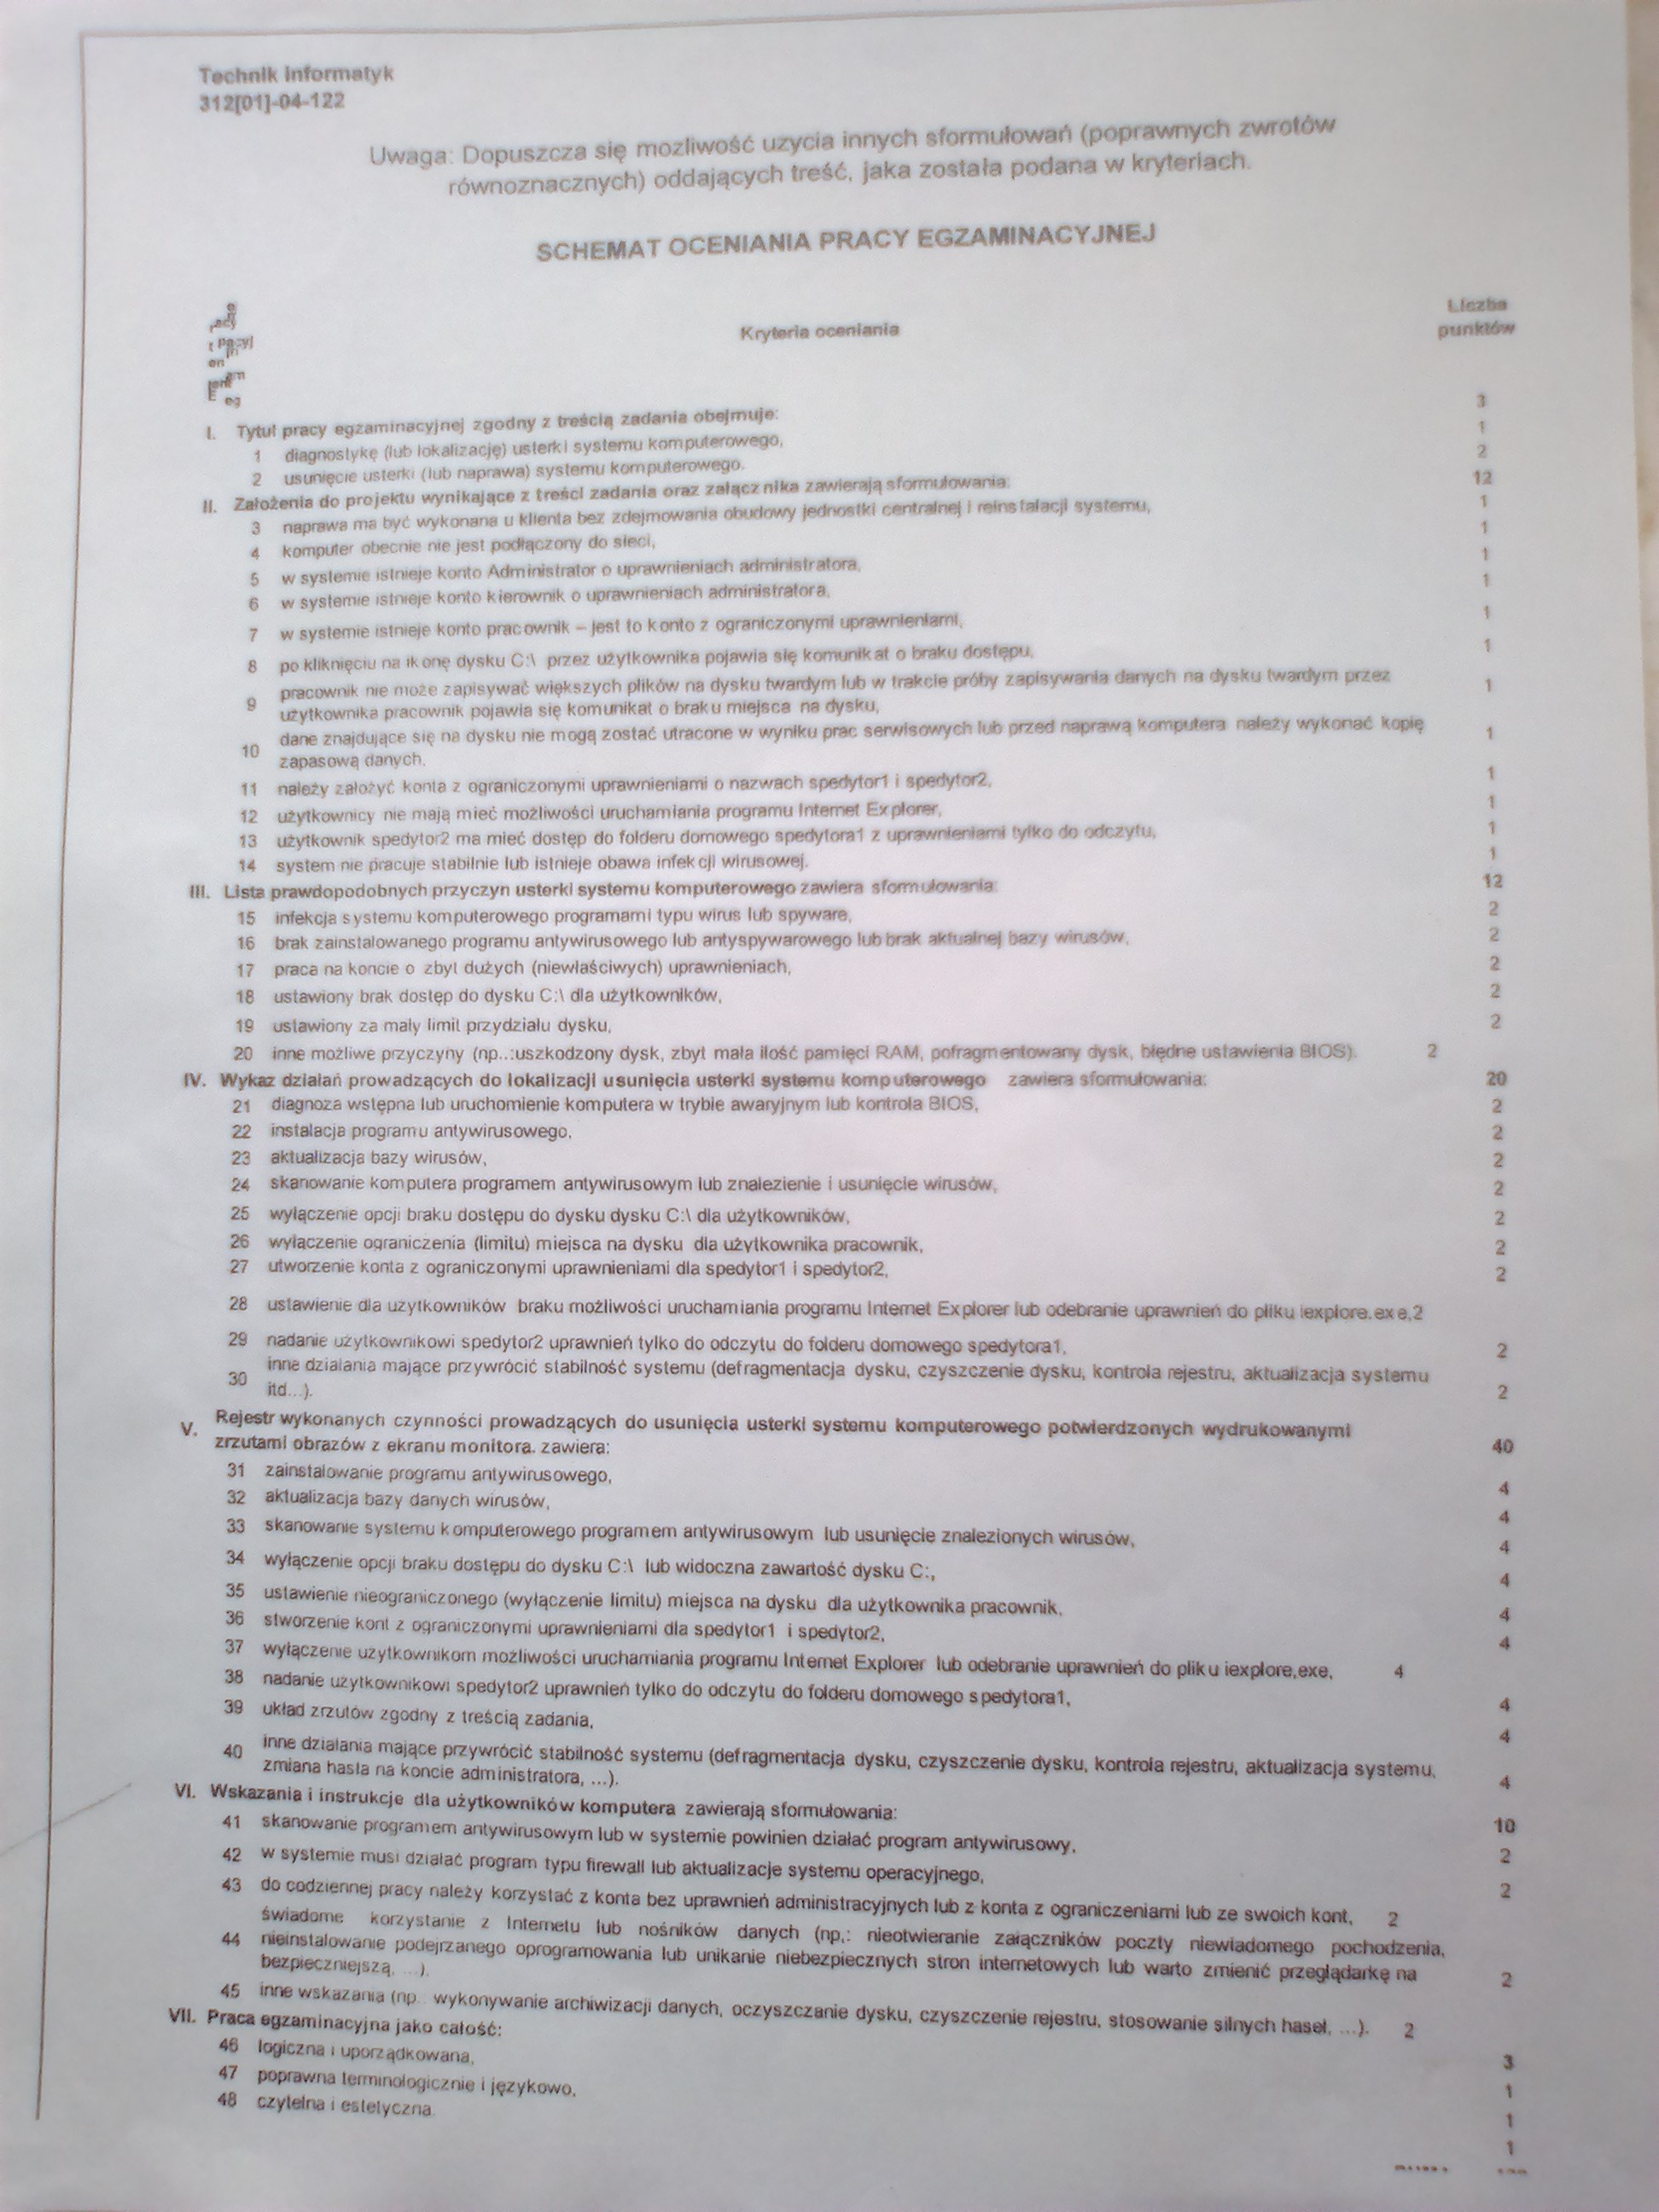 Technik Informatyk
312[01]-04-122
Uwaga: Dopuszcza się mozliwość uzycia innych sformułowań (poprawnych zwrotów
równoznacznych) oddających treść, jaka została podana w kryteriach.
SCHEMAT OCENIANIA PRACY EGZAMINACYJNEJ
Kryteria oceniania
Liczba
punktów
I. Tytuł pracy egzaminacyjnej zgodny z treścią zadania obejmuje: 3
1 diagnostykę (lub lokalizację) usterki systemu komputerowego, 1
2 usunięcie usterki (lub naprawa) systemu komputerowego. 2
II. Założenia do projektu wynikające z treści zadania oraz załącznika zawierają sformułowania: 12
3 naprawa ma być wykonana u klienta bez zdejmowania obudowy jednostki centralnej i reinstalacji systemu, 1
4 komputer obecnie nie jest podłączony do sieci, 1
5 w systemie istnieje konto Administrator o uprawnieniach administratora, 1
6 w systemie istnieje konto kierownik o uprawnieniach administratora, 1
7 w systemie istnieje konto pracownik – jest to konto z ograniczonymi uprawnieniami, 1
8 po kliknięciu na ikonę dysku C:\ przez użytkownika pojawia się komunikat o braku dostępu, 1
9 pracownik nie może zapisywać większych plików na dysku twardym lub w trakcie próby zapisywania danych na dysku twardym przez
użytkownika pracownik pojawia się komunikat o braku miejsca na dysku, 1
10 dane znajdujące się na dysku nie mogą zostać utracone w wyniku prac serwisowych lub przed naprawą komputera należy wykonać kopię
zapasową danych, 1
11 należy założyć konta z ograniczonymi uprawnieniami o nazwach spedytor1 i spedytor2, 1
12 użytkownicy nie mają mieć możliwości uruchamiania programu Internet Explorer, 1
13 użytkownik spedytor2 ma mieć dostęp do folderu domowego spedytora1 z uprawnieniami tylko do odczytu, 1
14 system nie pracuje stabilnie lub istnieje obawa infekcji wirusowej. 1
III. Lista prawdopodobnych przyczyn usterki systemu komputerowego zawiera sformułowania: 12
15 infekcja systemu komputerowego programami typu wirus lub spyware, 2
16 brak zainstalowanego programu antywirusowego lub antyspywarowego lub brak aktualnej bazy wirusów, 2
17 praca na koncie o zbyt dużych (niewłaściwych) uprawnieniach, 2
18 ustawiony brak dostęp do dysku C:\ dla użytkowników, 2
19 ustawiony za mały limit przydziału dysku, 2
20 inne możliwe przyczyny (np..:uszkodzony dysk, zbyt mała ilość pamięci RAM, pofragmentowany dysk, błędne ustawienia BIOS). 2
IV. Wykaz działań prowadzących do lokalizacji usunięcia usterki systemu komputerowego zawiera sformułowania: 20
21 diagnoza wstępna lub uruchomienie komputera w trybie awaryjnym lub kontrola BIOS, 2
22 instalacja programu antywirusowego, 2
23 aktualizacja bazy wirusów, 2
24 skanowanie komputera programem antywirusowym lub znalezienie i usunięcie wirusów, 2
25 wyłączenie opcji braku dostępu do dysku dysku C:\ dla użytkowników, 2
26 wyłączenie ograniczenia (limitu) miejsca na dysku dla użytkownika pracownik, 2
27 utworzenie konta z ograniczonymi uprawnieniami dla spedytor1 i spedytor2, 2
28 ustawienie dla uzytkowników braku możliwości uruchamiania programu Internet Explorer lub odebranie uprawnień do pliku iexplore.exe,2
29 nadanie użytkownikowi spedytor2 uprawnień tylko do odczytu do folderu domowego spedytora1, 2
30 inne działania mające przywrócić stabilność systemu (defragmentacja dysku, czyszczenie dysku, kontrola rejestru, aktualizacja systemu
itd...). 2
V. Rejestr wykonanych czynności prowadzących do usunięcia usterki systemu komputerowego potwierdzonych wydrukowanymi
zrzutami obrazów z ekranu monitora. zawiera: 40
31 zainstalowanie programu antywirusowego, 4
32 aktualizacja bazy danych wirusów, 4
33 skanowanie systemu komputerowego programem antywirusowym lub usunięcie znalezionych wirusów, 4
34 wyłączenie opcji braku dostępu do dysku C:\ lub widoczna zawartość dysku C:, 4
35 ustawienie nieograniczonego (wyłączenie limitu) miejsca na dysku dla użytkownika pracownik, 4
36 stworzenie kont z ograniczonymi uprawnieniami dla spedytor1 i spedytor2, 4
37 wyłączenie uzytkownikom możliwości uruchamiania programu Internet Explorer lub odebranie uprawnień do pliku iexplore,exe, 4
38 nadanie uzytkownikowi spedytor2 uprawnień tylko do odczytu do folderu domowego spedytora1, 4
39 układ zrzutów zgodny z treścią zadania, 4
40 inne działania mające przywrócić stabilność systemu (defragmentacja dysku, czyszczenie dysku, kontrola rejestru, aktualizacja systemu,
zmiana hasła na koncie administratora, ...). 4
VI. Wskazania i instrukcje dla użytkowników komputera zawierają sformułowania: 10
41 skanowanie programem antywirusowym lub w systemie powinien działać program antywirusowy, 2
42 w systemie musi działać program typu firewall lub aktualizacje systemu operacyjnego, 2
43 do codziennej pracy należy korzystać z konta bez uprawnień administracyjnych lub z konta z ograniczeniami lub ze swoich kont, 2
świadome korzystanie z Internetu lub nośników danych (np,: nieotwieranie załączników poczty niewiadomego pochodzenia,
44 nieinstalowanie podejrzanego oprogramowania lub unikanie niebezpiecznych stron internetowych lub warto zmienić przeglądarkę na
bezpieczniejszą, ...). 2
45 inne wskazania (np. wykonywanie archiwizacji danych, oczyszczanie dysku, czyszczenie rejestru, stosowanie silnych haseł, ...). 2
VII. Praca egzaminacyjna jako całość: 3
46 logiczna i uporządkowana, 1
47 poprawna terminologicznie i językowo, 1
48 czytelna i estetyczna. 1